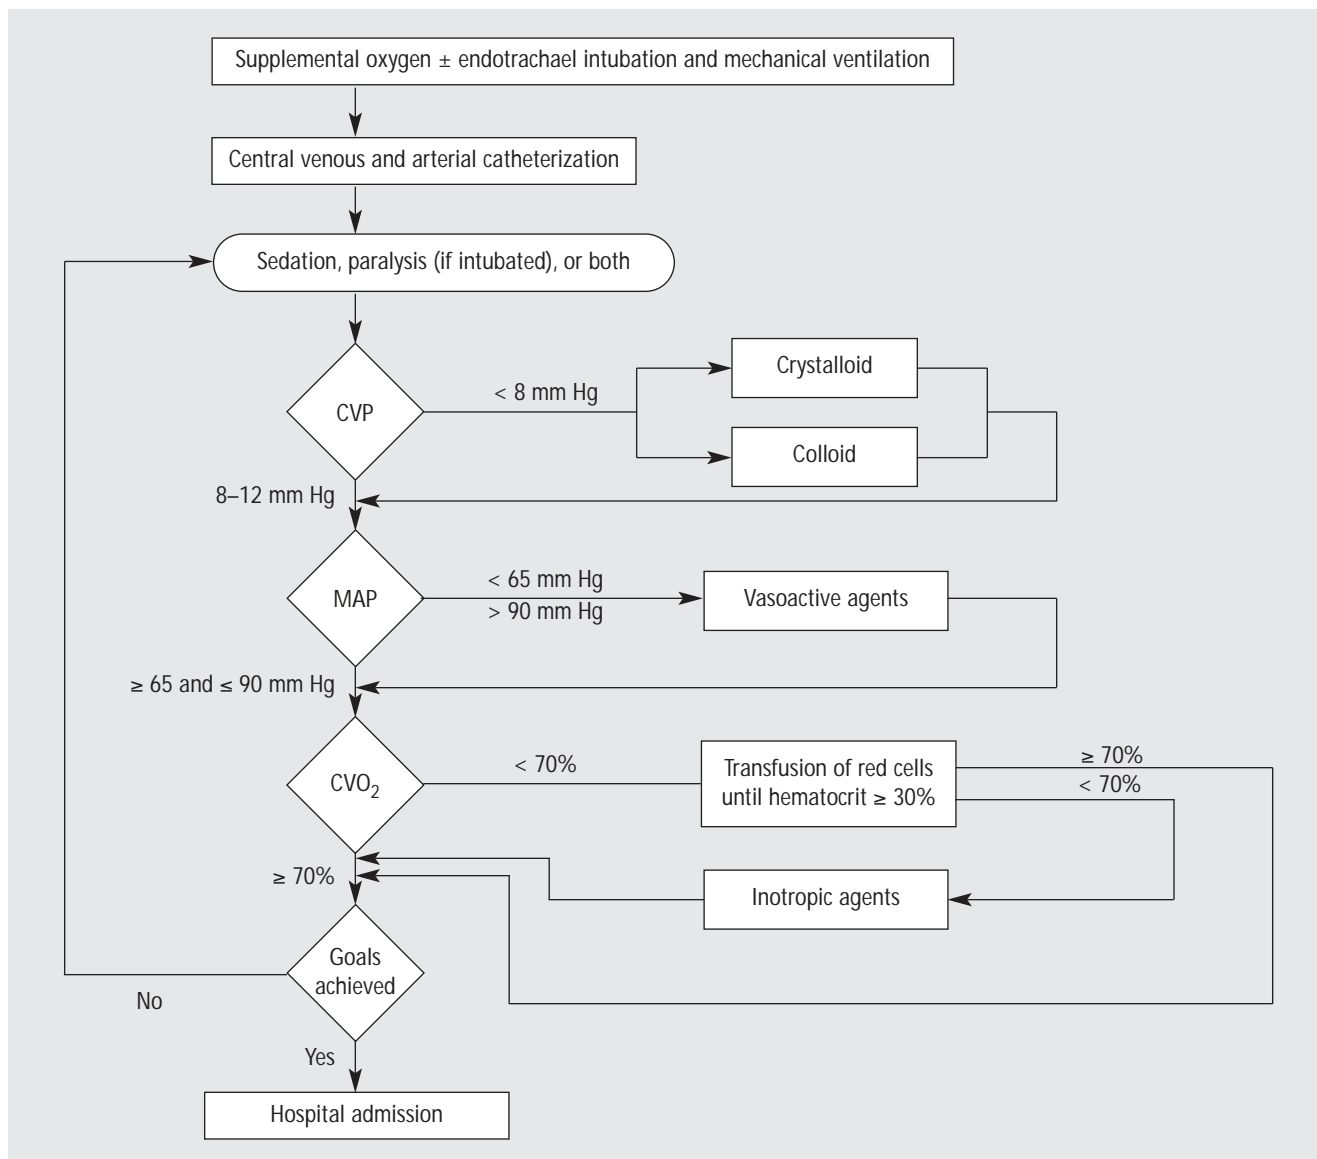 Supplemental oxygen ± endotrachael intubation and mechanical ventilation
Central venous and arterial catheterization
Sedation, paralysis (if intubated), or both
CVP
< 8 mm Hg
Crystalloid
Colloid
8–12 mm Hg
MAP
< 65 mm Hg
> 90 mm Hg
Vasoactive agents
≥ 65 and ≤ 90 mm Hg
CVO₂
< 70%
Transfusion of red cells
until hematocrit ≥ 30%
≥ 70%
< 70%
≥ 70%
Inotropic agents
Goals
achieved
No
Yes
Hospital admission